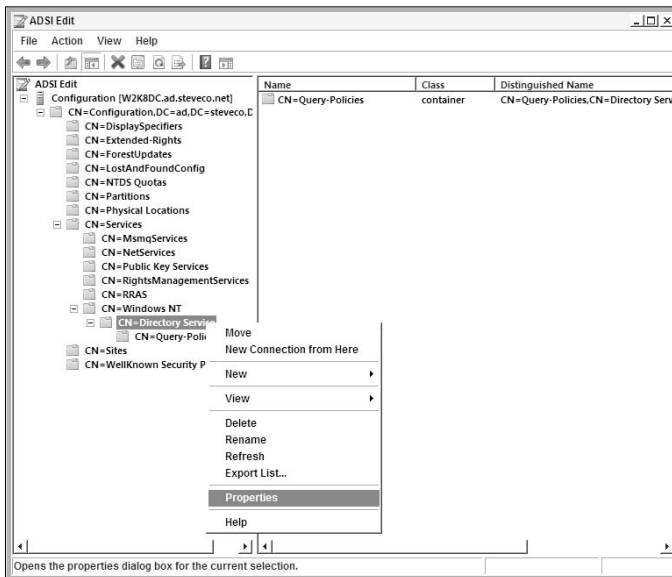 ADSI Edit
File Action View Help
ADSI Edit
Configuration [W2K8DC.ad.steveco.net]
CN=Configuration,DC=ad,DC=steveco,D
CN=DisplaySpecifiers
CN=Extended-Rights
CN=ForestUpdates
CN=LostAndFoundConfig
CN=NTDS Quotas
CN=Partitions
CN=Physical Locations
CN=Services
CN=MsmqServices
CN=NetServices
CN=Public Key Services
CN=RightsManagementServices
CN=RRAS
CN=Windows NT
CN=Directory Service
CN=Query-Polic
CN=Sites
CN=WellKnown Security P
Name Class Distinguished Name
CN=Query-Policies container CN=Query-Policies,CN=Directory Serv
Move
New Connection from Here
New
View
Delete
Rename
Refresh
Export List...
Properties
Help
Opens the properties dialog box for the current selection.